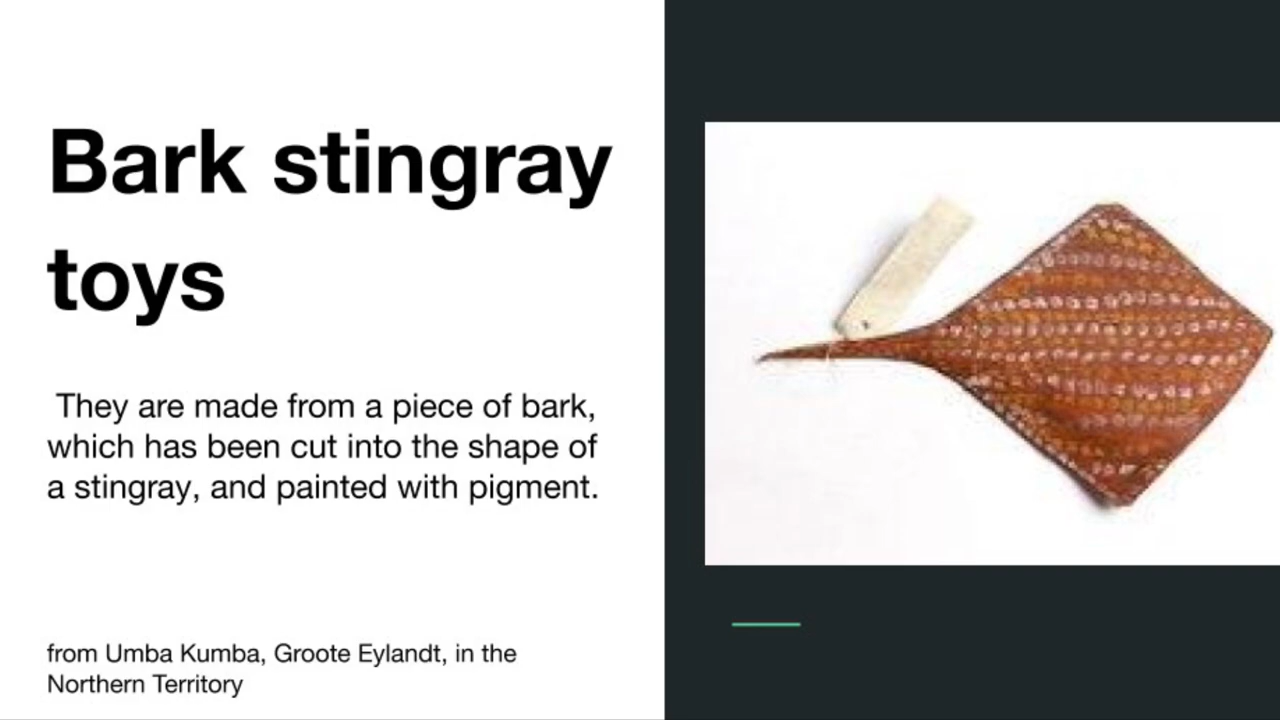 Bark stingray
toys
They are made from a piece of bark,
which has been cut into the shape of
a stingray, and painted with pigment.
from Umba Kumba, Groote Eylandt, in the
Northern Territory